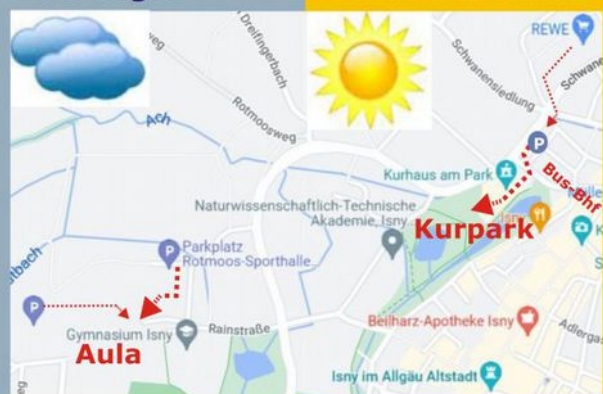 REWE
Dreifingerbach
Schwanensiedlung
Rotmoosweg
Ach
P
Kurhaus am Park
Bus-Bhf
Naturwissenschaftlich-Technische
Akademie, Isny...
Isny
Kurpark
Parkplatz
Rotmoos-Sporthalle
P
P
Gymnasium Isny
Rainstraße
Beilharz-Apotheke Isny
Aula
Isny im Allgäu Altstadt